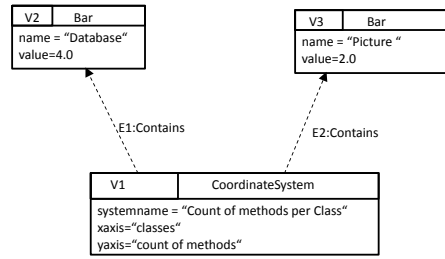 V2 Bar
name = “Database“
value=4.0
V3 Bar
name = “Picture “
value=2.0
E1:Contains
E2:Contains
V1 CoordinateSystem
systemname = “Count of methods per Class“
xaxis=“classes“
yaxis=“count of methods“